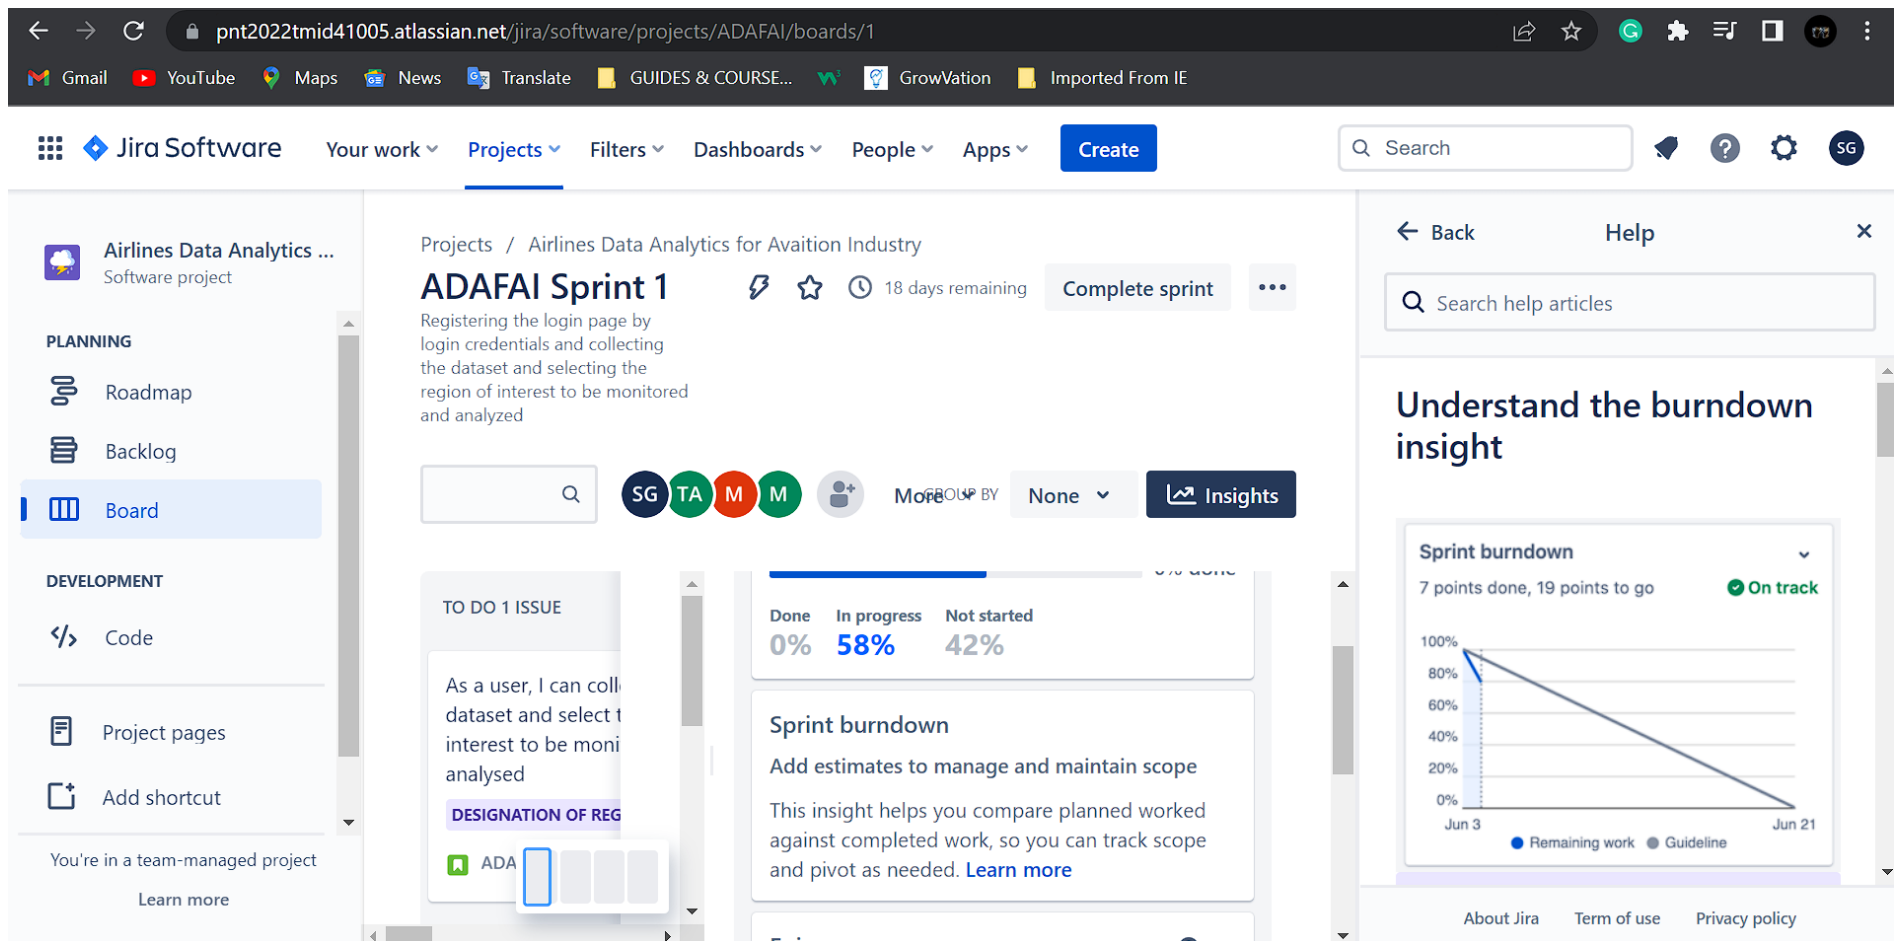 pnt2022tmid41005.atlassian.net/jira/software/projects/ADAFAI/boards/1
Gmail YouTube Maps News Translate GUIDES & COURSE... GrowVation Imported From IE
Jira Software Your work Projects Filters Dashboards People Apps Create Search SG
Airlines Data Analytics ...
Software project
PLANNING
Roadmap
Backlog
Board
DEVELOPMENT
Code
Project pages
Add shortcut
You're in a team-managed project
Learn more
Projects / Airlines Data Analytics for Avaition Industry
ADAFAI Sprint 1
18 days remaining Complete sprint
Registering the login page by
login credentials and collecting
the dataset and selecting the
region of interest to be monitored
and analyzed
SG TA M M More GROUP BY None Insights
TO DO 1 ISSUE
As a user, I can coll
dataset and select t
interest to be moni
analysed
DESIGNATION OF REG
ADA
0% done
Done In progress Not started
0% 58% 42%
Sprint burndown
Add estimates to manage and maintain scope
This insight helps you compare planned worked
against completed work, so you can track scope
and pivot as needed. Learn more
Back Help
Search help articles
Understand the burndown
insight
Sprint burndown
7 points done, 19 points to go On track
100%
80%
60%
40%
20%
0%
Jun 3 Jun 21
Remaining work Guideline
About Jira Term of use Privacy policy